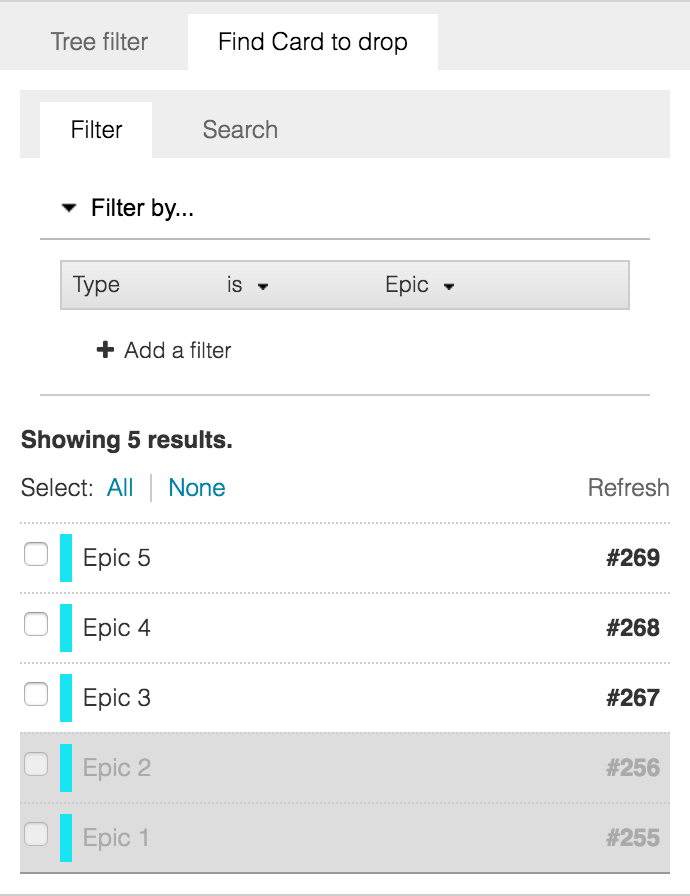 Tree filter Find Card to drop
Filter Search
Filter by...
Type is Epic
Add a filter
Showing 5 results.
Select: All None Refresh
Epic 5 #269
Epic 4 #268
Epic 3 #267
Epic 2 #256
Epic 1 #255